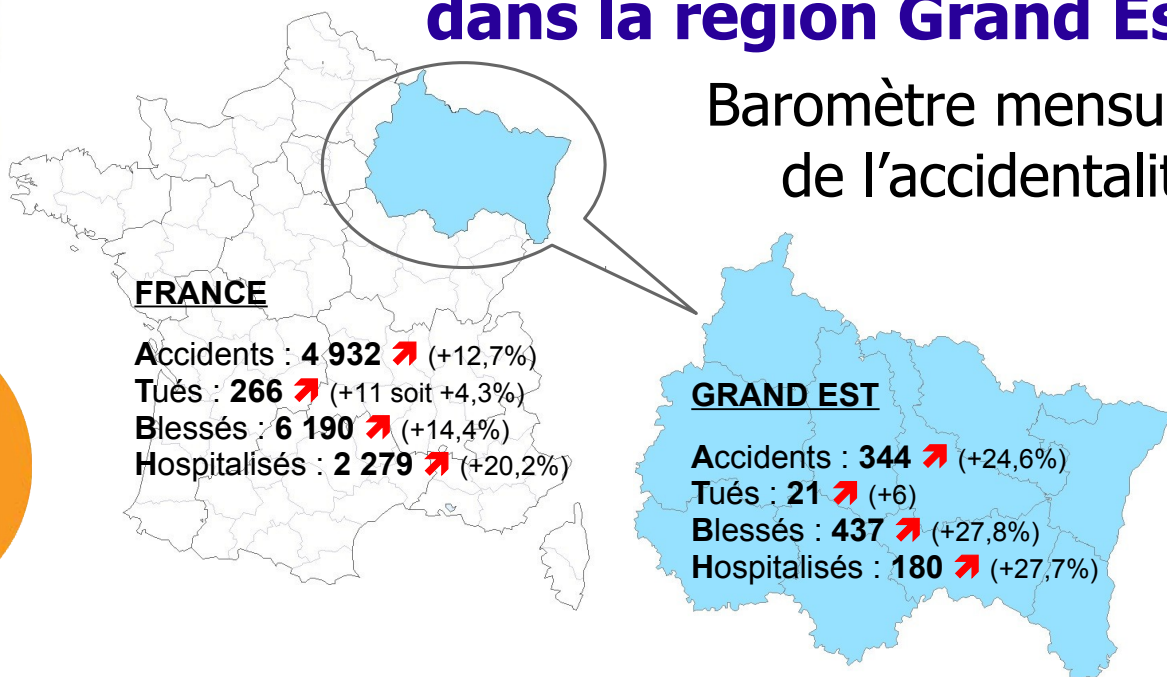 dans la région Grand Es
Baromètre mensu
de l’accidentalit
FRANCE
Accidents : 4 932 (+12,7%)
Tués : 266 (+11 soit +4,3%)
Blessés : 6 190 (+14,4%)
Hospitalisés : 2 279 (+20,2%)
GRAND EST
Accidents : 344 (+24,6%)
Tués : 21 (+6)
Blessés : 437 (+27,8%)
Hospitalisés : 180 (+27,7%)